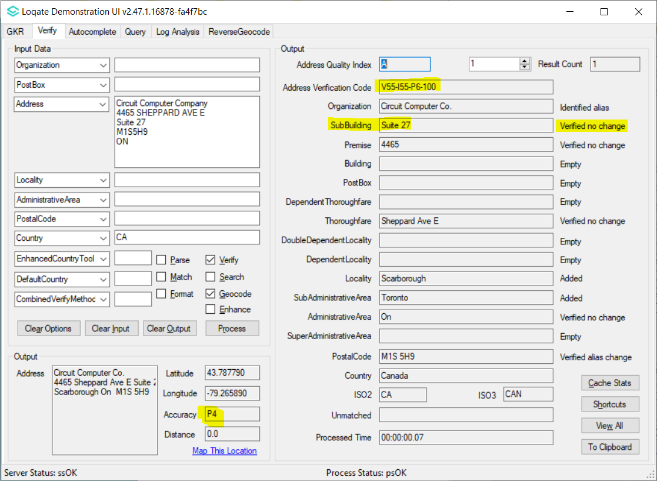 Loqate Demonstration UI v2.47.1.16878-fa4f7bc
GKR Verify Autocomplete Query Log Analysis ReverseGeocode
Input Data
Organization
PostBox
Address
Circuit Computer Company
4465 SHEPPARD AVE E
Suite 27
M1S5H9
ON
Locality
AdministrativeArea
PostalCode
Country CA
EnhancedCountryTool Parse Verify
DefaultCountry Match Search
CombinedVerifyMethoc Format Geocode
Enhance
Clear Options Clear Input Clear Output Process
Output
Address
Circuit Computer Co.
4465 Sheppard Ave E Suite 2
Scarborough On M1S 5H9
Latitude 43.787790
Longitude -79.265890
Accuracy P4
Distance 0.0
Map This Location
Output
Address Quality Index A 1 Result Count 1
Address Verification Code V55-I55-P6-100
Organization Circuit Computer Co. Identified alias
SubBuilding Suite 27 Verified no change
Premise 4465 Verified no change
Building Empty
PostBox Empty
DependentThoroughfare Empty
Thoroughfare Sheppard Ave E Verified no change
DoubleDependentLocality Empty
DependentLocality Empty
Locality Scarborough Added
SubAdministrativeArea Toronto Added
AdministrativeArea On Verified no change
SuperAdministrativeArea Empty
PostalCode M1S 5H9 Verified alias change
Country Canada
ISO2 CA ISO3 CAN
Unmatched
Processed Time 00:00:00.07
Cache Stats
Shortcuts
View All
To Clipboard
Server Status: ssOK Process Status: psOK